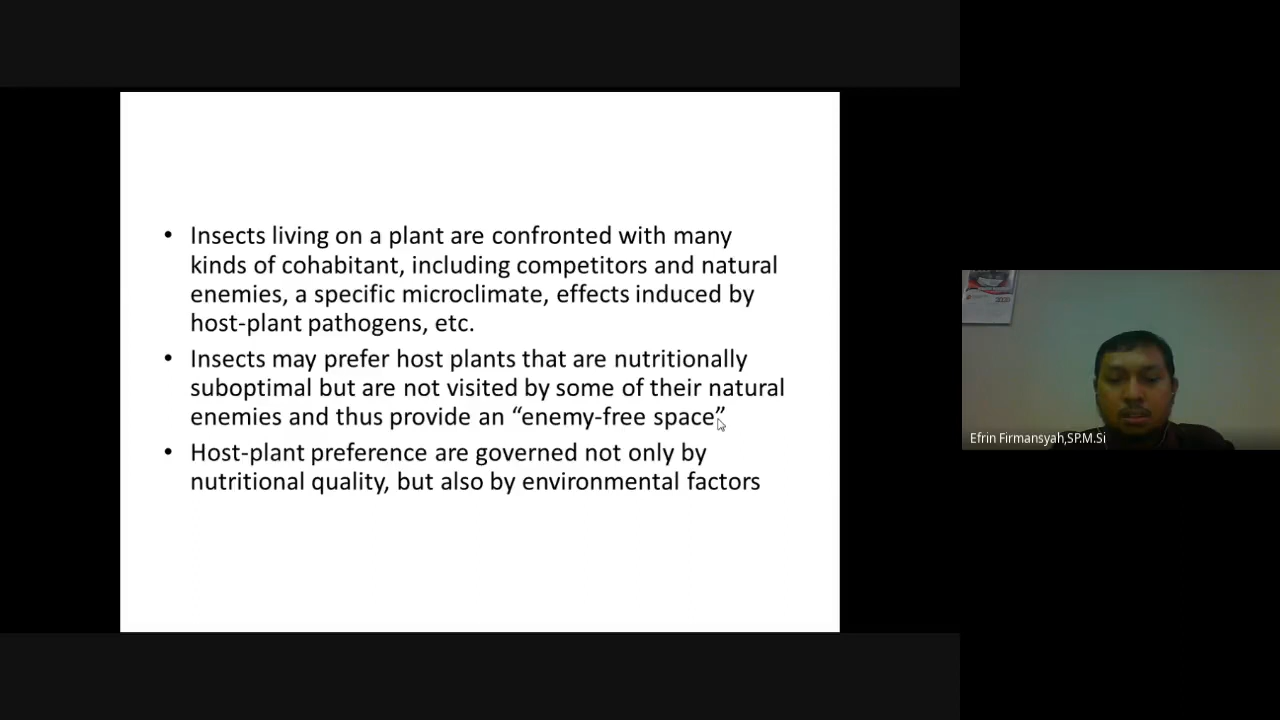 • Insects living on a plant are confronted with many
kinds of cohabitant, including competitors and natural
enemies, a specific microclimate, effects induced by
host-plant pathogens, etc.
• Insects may prefer host plants that are nutritionally
suboptimal but are not visited by some of their natural
enemies and thus provide an “enemy-free space”
• Host-plant preference are governed not only by
nutritional quality, but also by environmental factors
Efrin Firmansyah,SP.M.Si